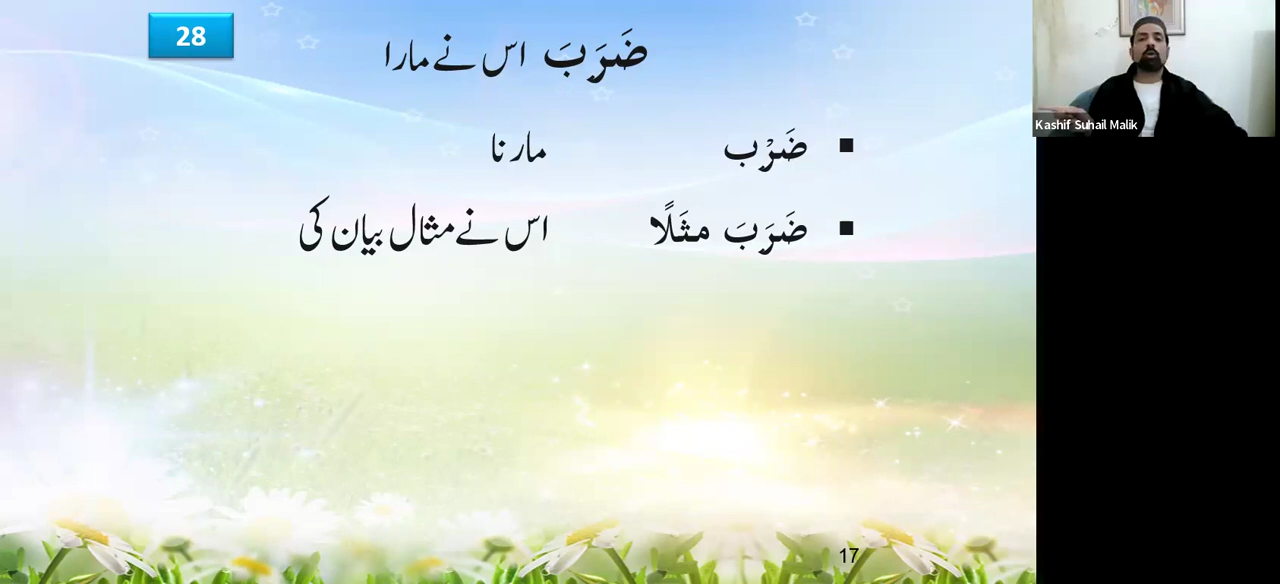 28
ضَرَبَ اس نے مارا
▪ ضَرْب مارنا
▪ ضَرَبَ مثَلًا اس نے مثال بیان کی
17
Kashif Suhail Malik